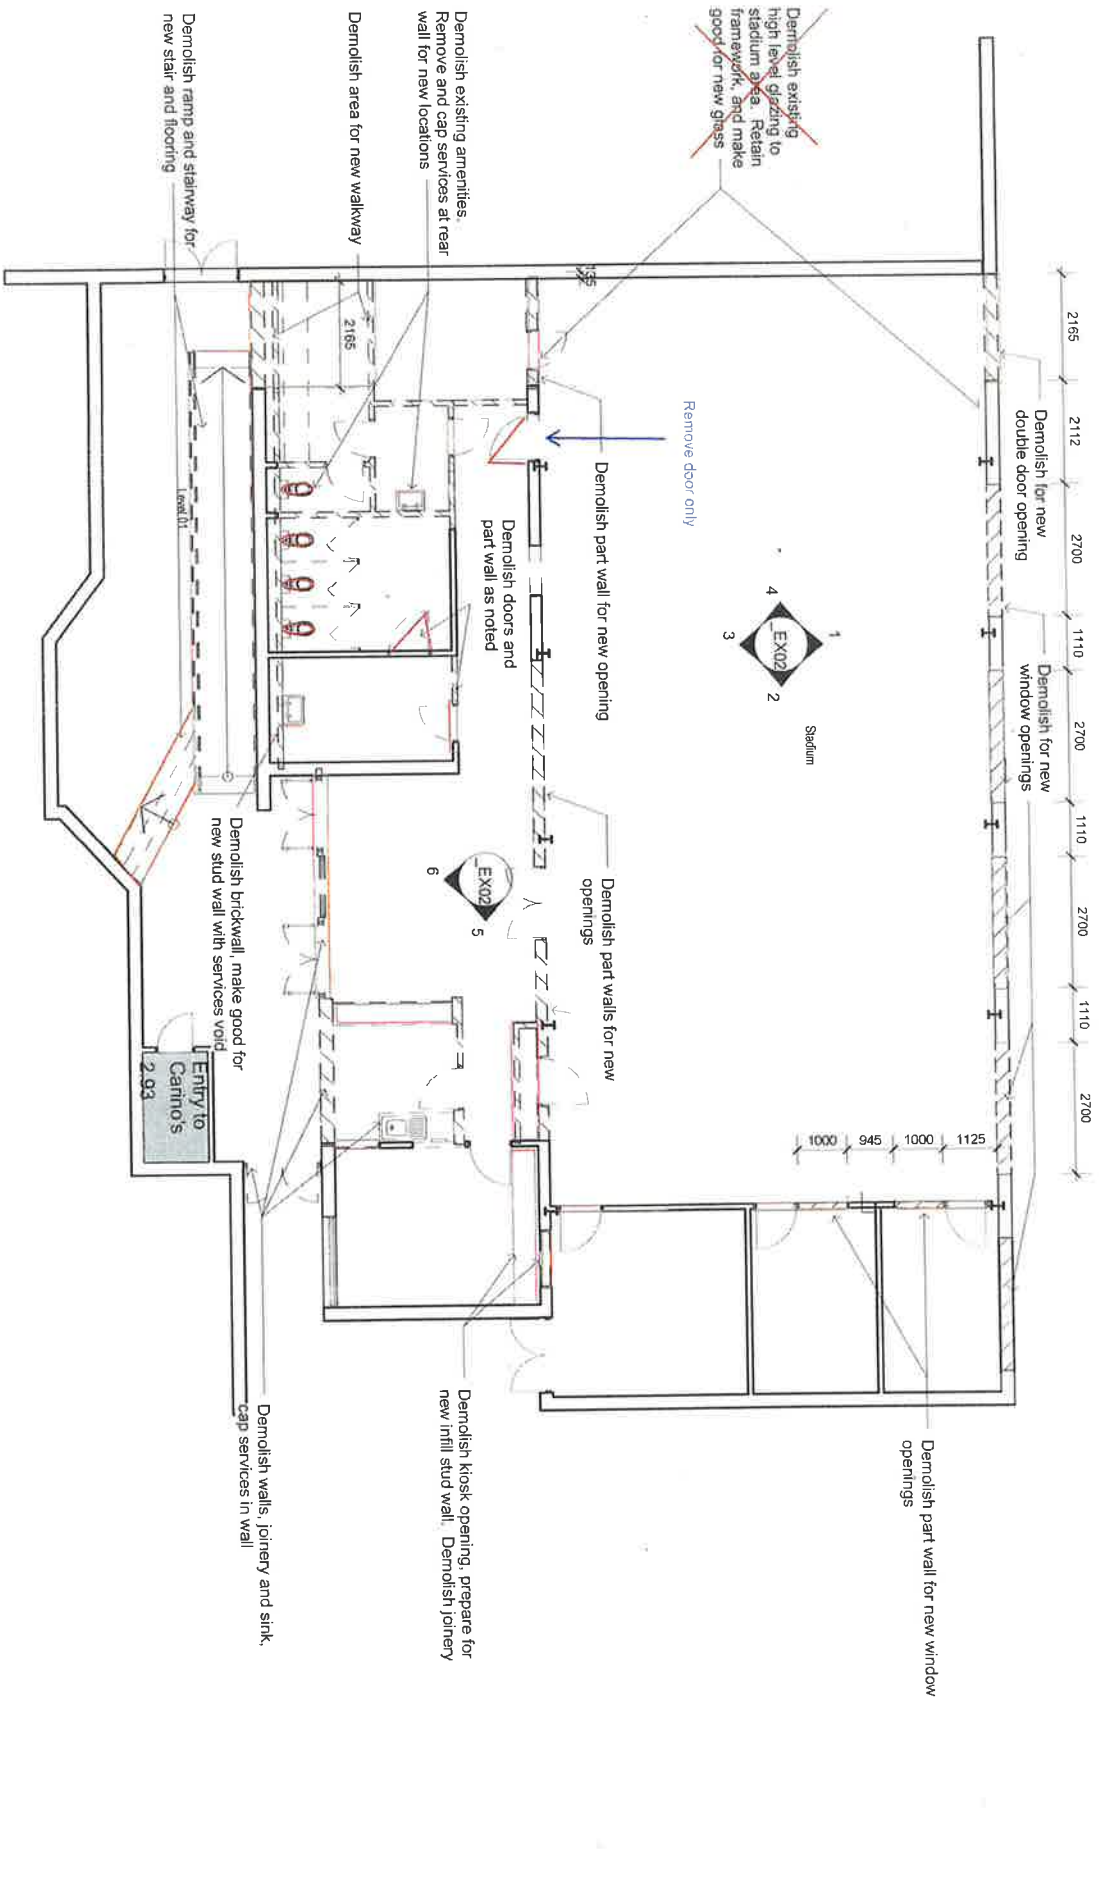 Demolish existing
high level glazing to
stadium area. Retain
framework, and make
good for new glass
Demolish existing amenities.
Remove and cap services at rear
wall for new locations
Demolish area for new walkway
Demolish ramp and stairway for
new stair and flooring
2165
2112
2700
1110
2700
1110
2700
1110
2700
Demolish for new
double door opening
Demolish for new
window openings
135
2165
Remove door only
Demolish part wall for new opening
Demolish doors and
part wall as noted
Level 01
1
2
3
4
_EX02
Stadium
_EX02
5
6
Demolish part walls for new
openings
Demolish brickwall, make good for
new stud wall with services void
Entry to
Carino's
2.93
1000
945
1000
1125
Demolish part wall for new window
openings
Demolish kiosk opening, prepare for
new infill stud wall. Demolish joinery
Demolish walls, joinery and sink,
cap services in wall